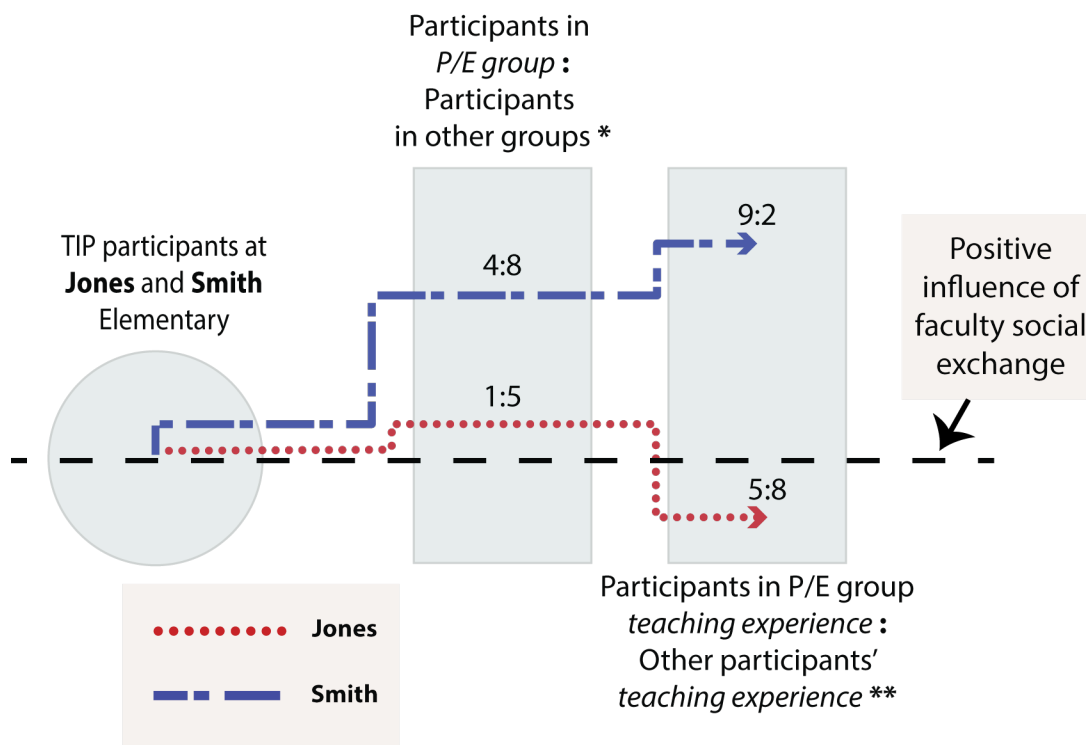 Participants in
P/E group :
Participants
in other groups *
TIP participants at
Jones and Smith
Elementary
4:8
9:2
Positive
influence of
faculty social
exchange
1:5
5:8
Participants in P/E group
teaching experience :
Other participants’
teaching experience **
Jones
Smith